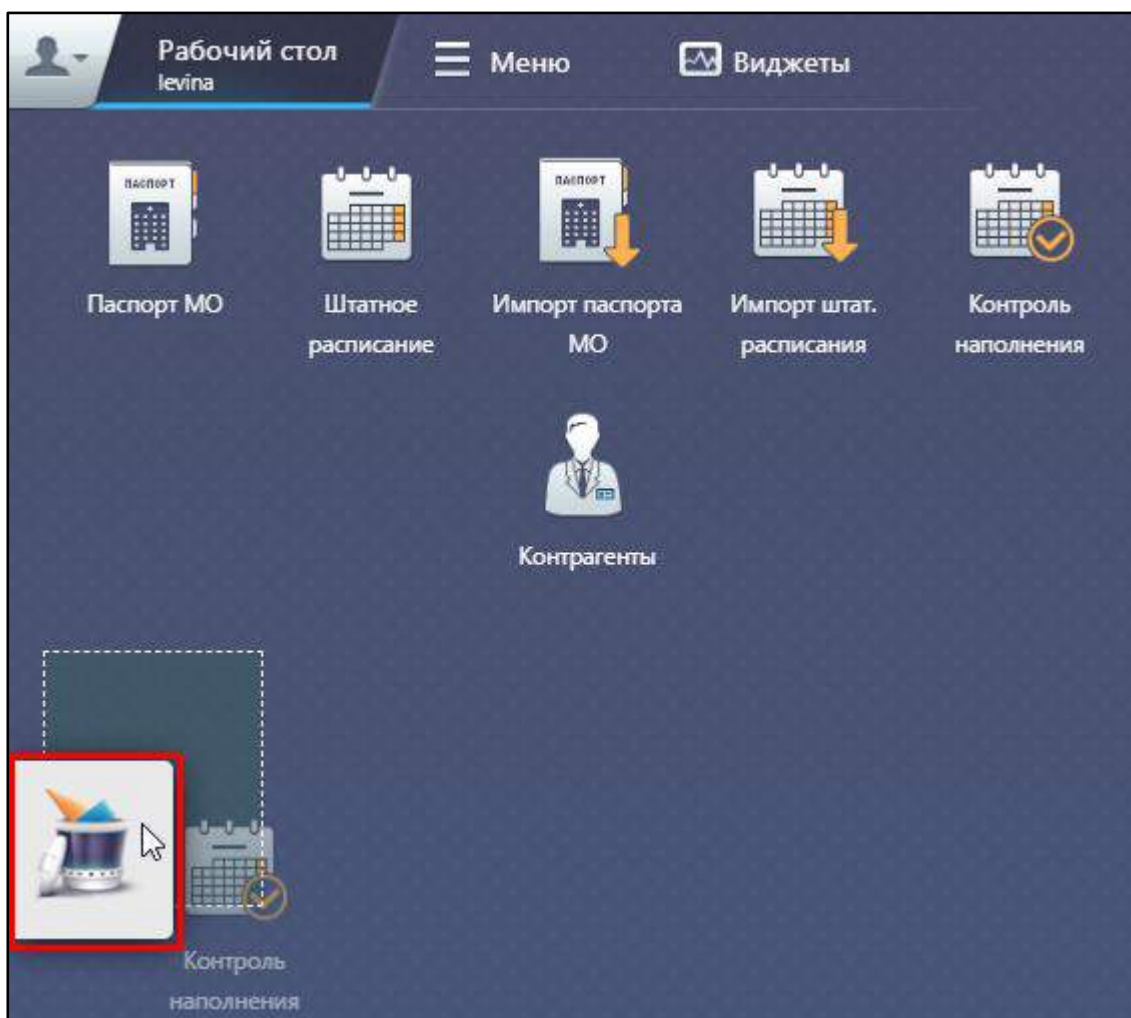 Рабочий стол
levina
Меню
Виджеты
ПАСПОРТ
ПАСПОРТ
Паспорт МО
Штатное
расписание
Импорт паспорта
МО
Импорт штат.
расписания
Контроль
наполнения
Контрагенты
Контроль
наполнения